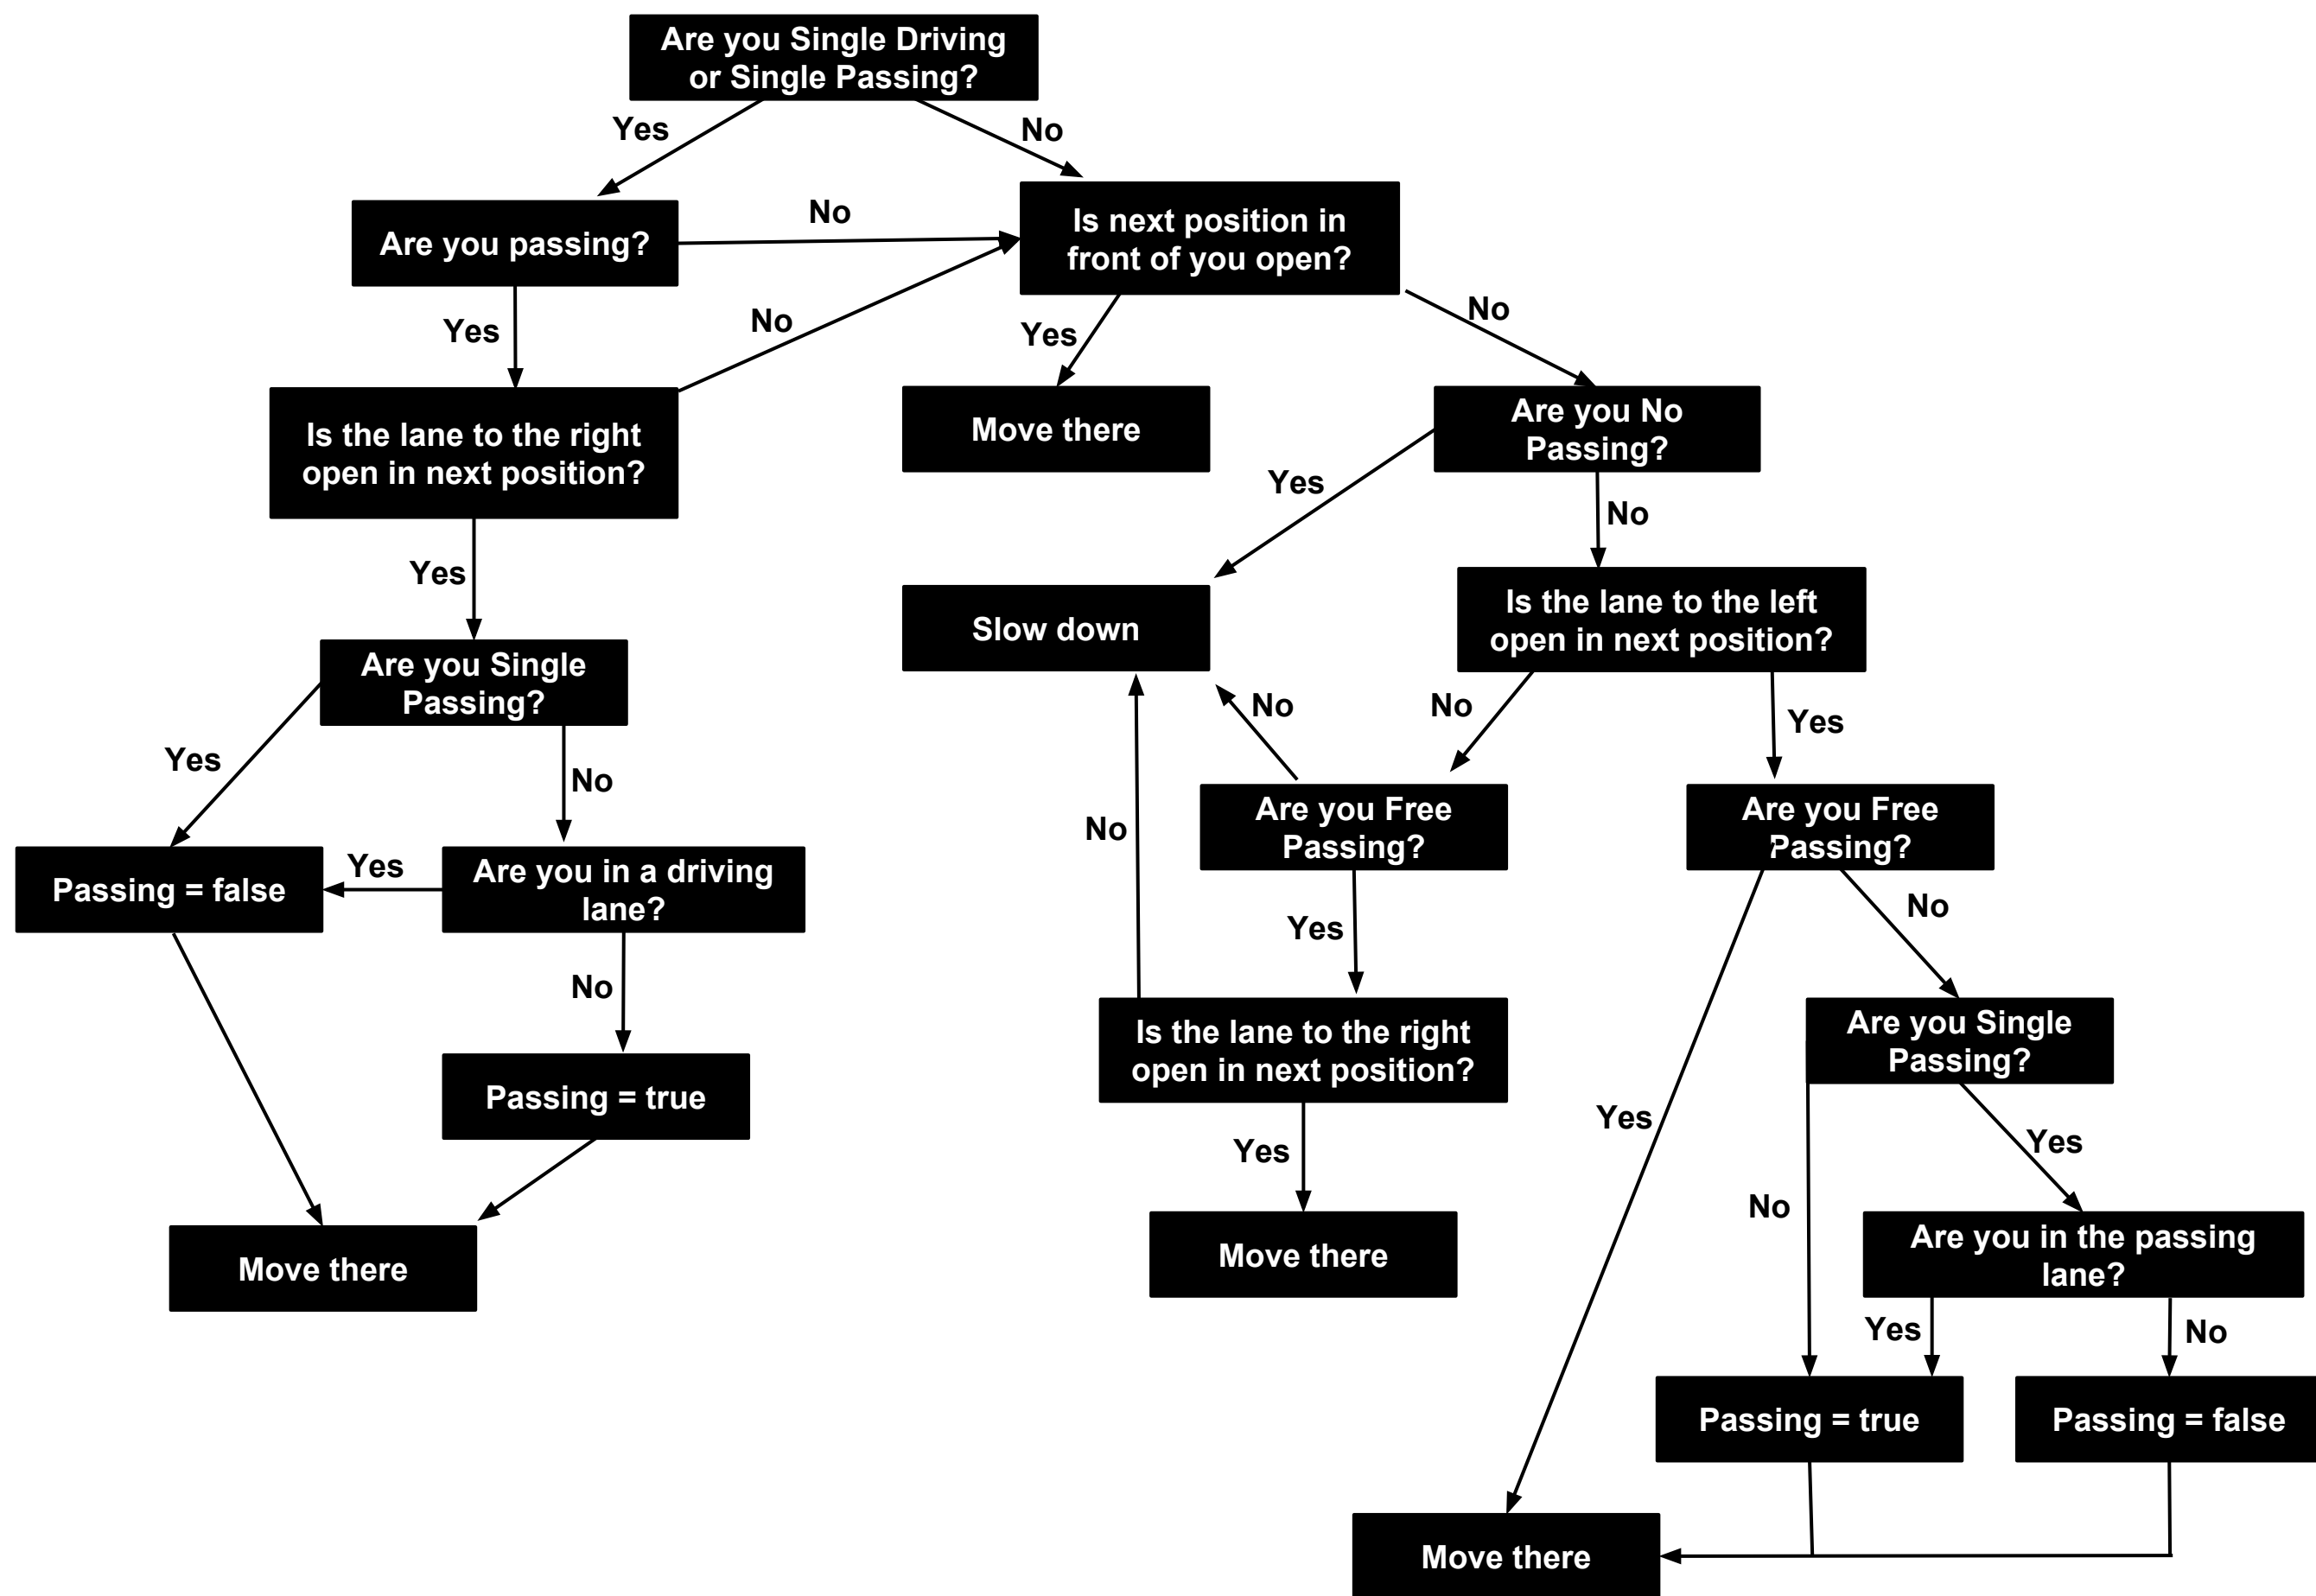 Are you Single Driving
or Single Passing?
Yes
No
Are you passing?
No
Is next position in
front of you open?
Yes
No
Yes
No
Is the lane to the right
open in next position?
Move there
Are you No
Passing?
Yes
No
Yes
Slow down
Is the lane to the left
open in next position?
Are you Single
Passing?
No
No
Yes
Yes
No
Are you Free
Passing?
Are you Free
Passing?
No
Passing = false
Yes
Are you in a driving
lane?
Yes
No
No
Is the lane to the right
open in next position?
Are you Single
Passing?
Passing = true
Yes
Yes
Yes
No
Move there
Move there
Are you in the passing
lane?
Yes
No
Passing = true
Passing = false
Move there